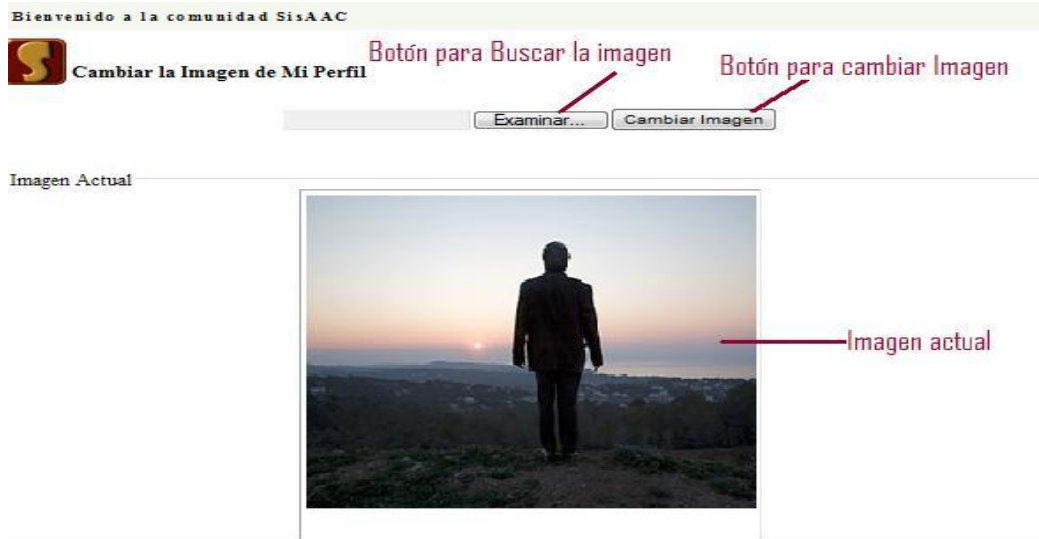 Bienvenido a la comunidad SisAAC
Botón para Buscar la imagen
Botón para cambiar Imagen
S
Cambiar la Imagen de Mi Perfil
Examinar...
Cambiar Imagen
Imagen Actual
Imagen actual